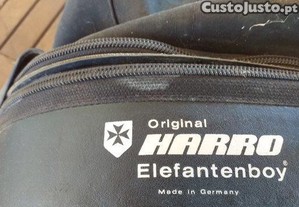 CustoJusto.pt
Original
HARRO
Elefantenboy®
Made in Germany